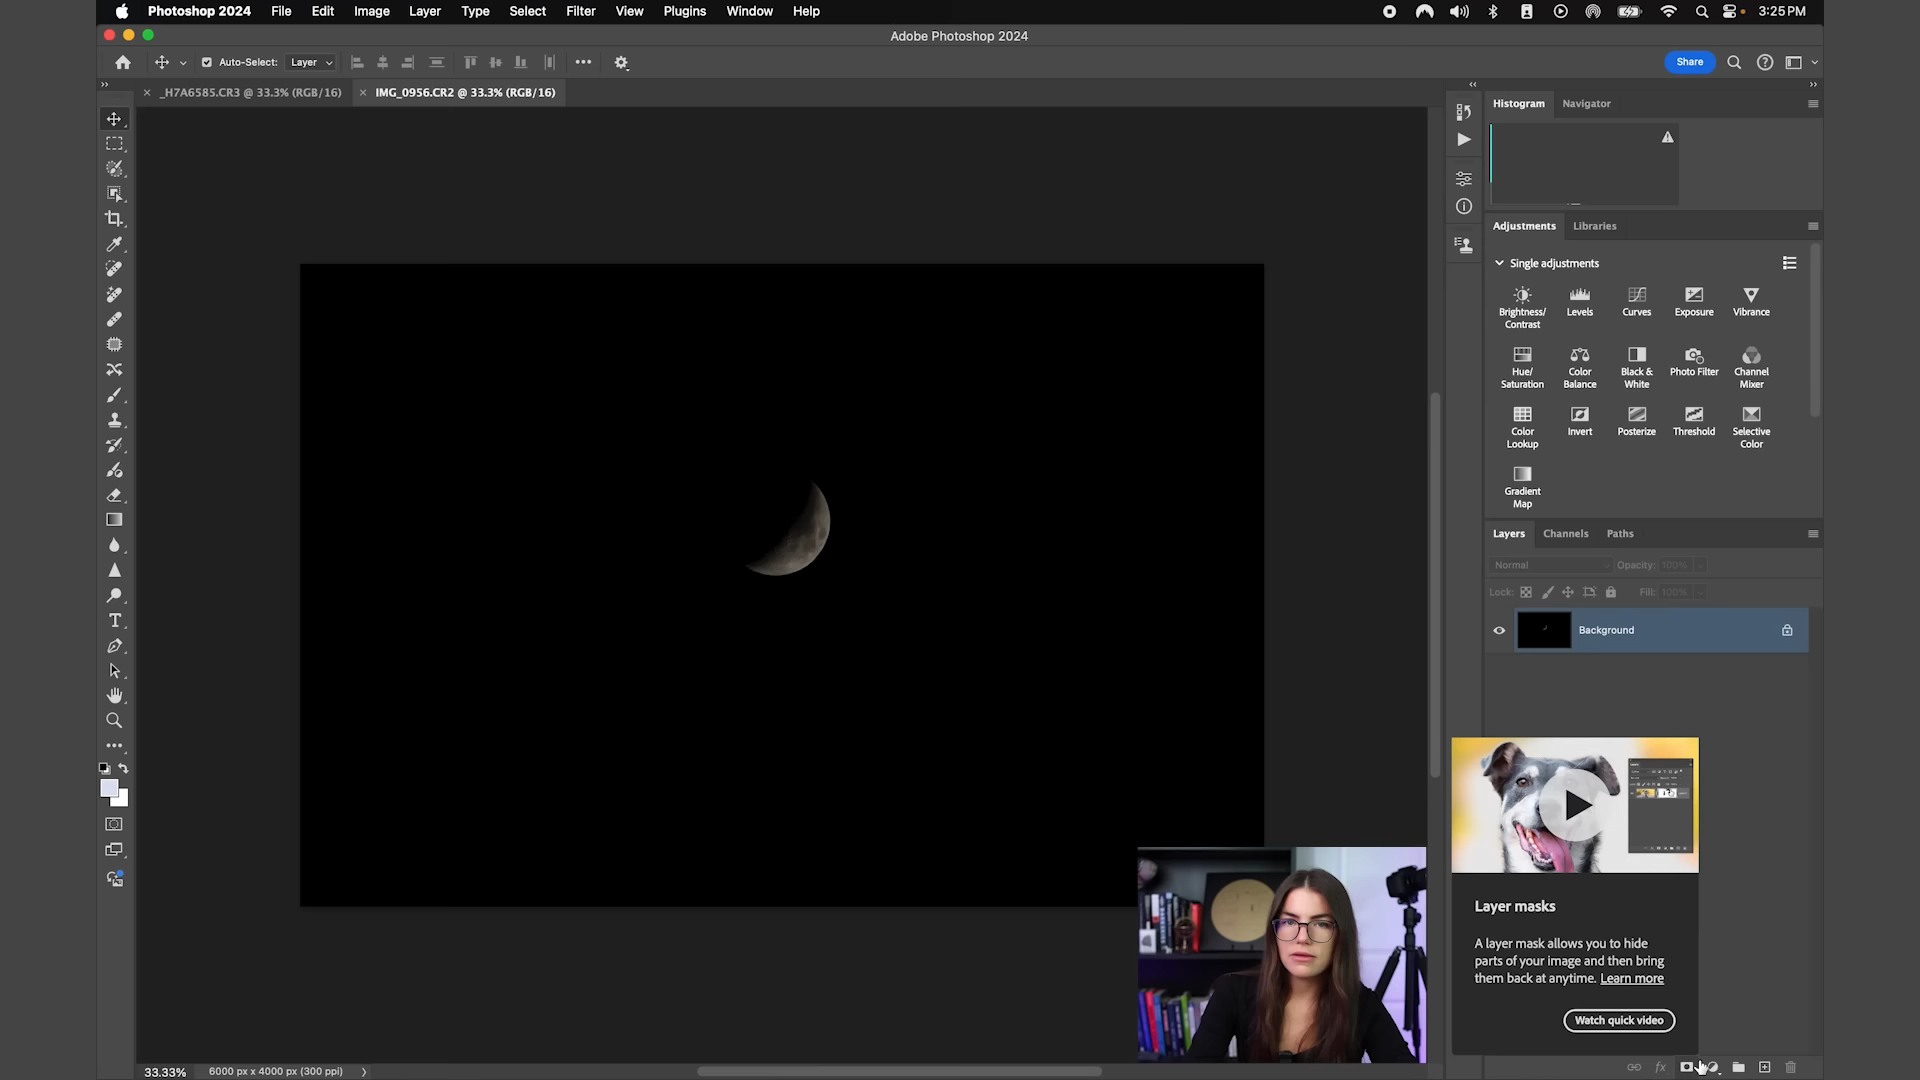 Photoshop 2024 File Edit Image Layer Type Select Filter View Plugins Window Help 3:25 PM
Adobe Photoshop 2024
Auto-Select: Layer Share
_H7A6585.CR3 @ 33.3% (RGB/16) IMG_0956.CR2 @ 33.3% (RGB/16)
Histogram Navigator
Adjustments Libraries
Single adjustments
Brightness/
Contrast
Levels
Curves
Exposure
Vibrance
Hue/
Saturation
Color
Balance
Black &
White
Photo Filter
Channel
Mixer
Color
Lookup
Invert
Posterize
Threshold
Selective
Color
Gradient
Map
Layers Channels Paths
Normal Opacity: 100%
Lock: Fill: 100%
Background
Layer masks
A layer mask allows you to hide
parts of your image and then bring
them back at anytime. Learn more
Watch quick video
33.33% 6000 px x 4000 px (300 ppi)
fx